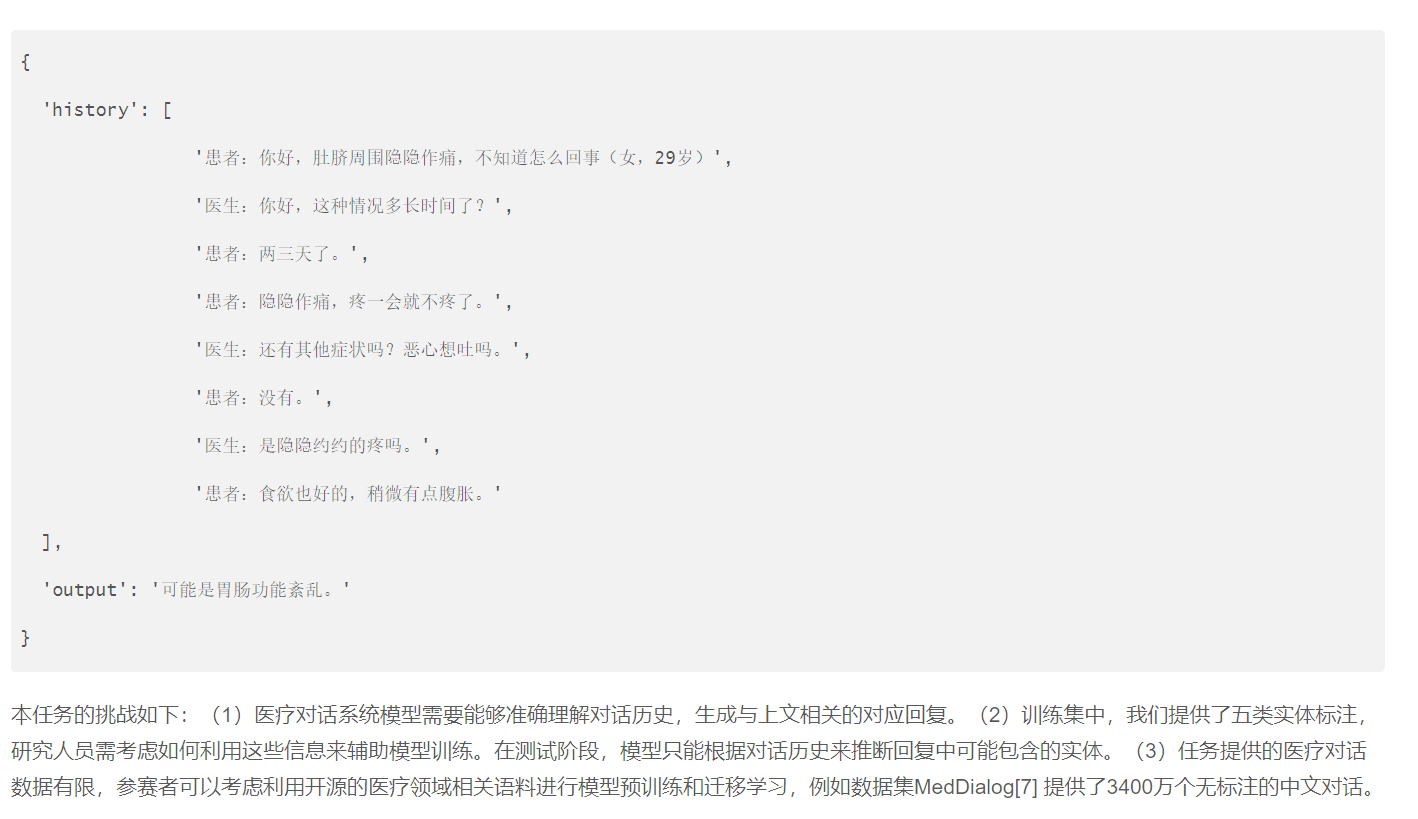 {
'history': [
'患者：你好，肚脐周围隐隐作痛，不知道怎么回事（女，29岁）',
'医生：你好，这种情况多长时间了？',
'患者：两三天了。',
'患者：隐隐作痛，疼一会就不疼了。',
'医生：还有其他症状吗？恶心想吐吗。',
'患者：没有。',
'医生：是隐隐约约的疼吗。',
'患者：食欲也好的，稍微有点腹胀。'
],
'output': '可能是胃肠功能紊乱。'
}
本任务的挑战如下：（1）医疗对话系统模型需要能够准确理解对话历史，生成与上文相关的对应回复。（2）训练集中，我们提供了五类实体标注，
研究人员需考虑如何利用这些信息来辅助模型训练。在测试阶段，模型只能根据对话历史来推断回复中可能包含的实体。（3）任务提供的医疗对话
数据有限，参赛者可以考虑利用开源的医疗领域相关语料进行模型预训练和迁移学习，例如数据集MedDialog[7] 提供了3400万个无标注的中文对话。